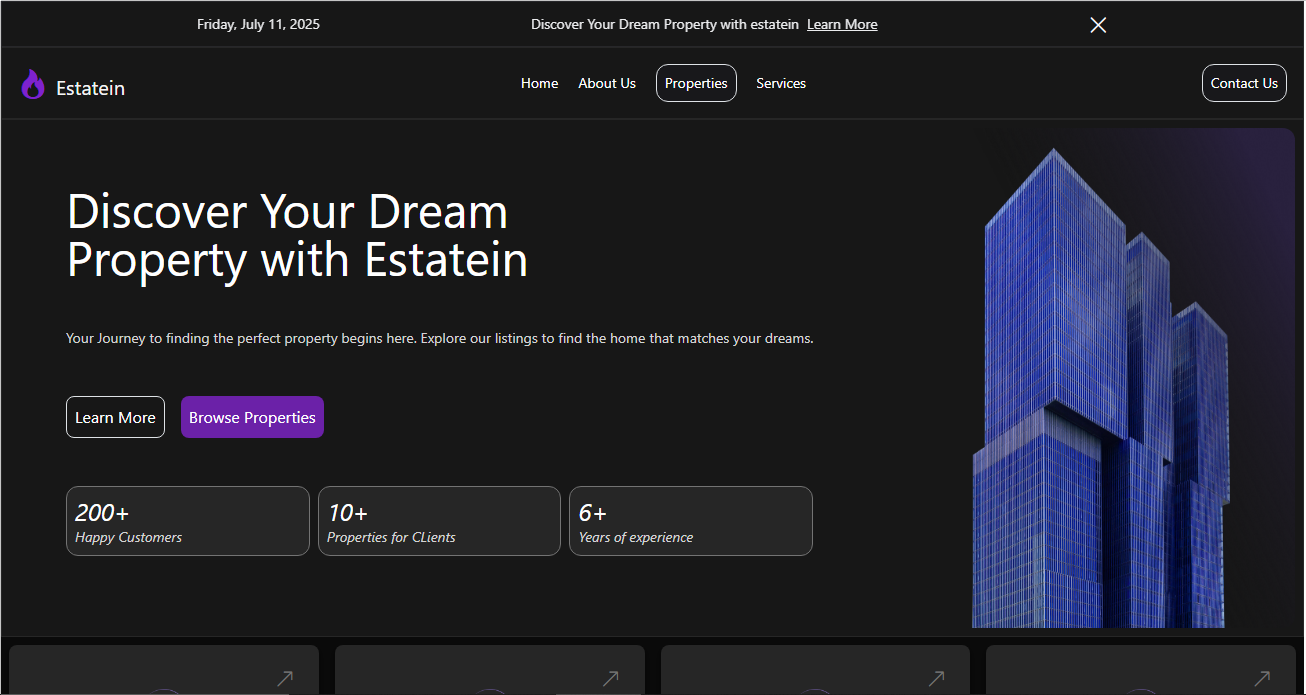 Friday, July 11, 2025
Discover Your Dream Property with estatein Learn More
Estatein
Home About Us Properties Services
Contact Us
Discover Your Dream
Property with Estatein
Your Journey to finding the perfect property begins here. Explore our listings to find the home that matches your dreams.
Learn More Browse Properties
200+
Happy Customers
10+
Properties for CLients
6+
Years of experience